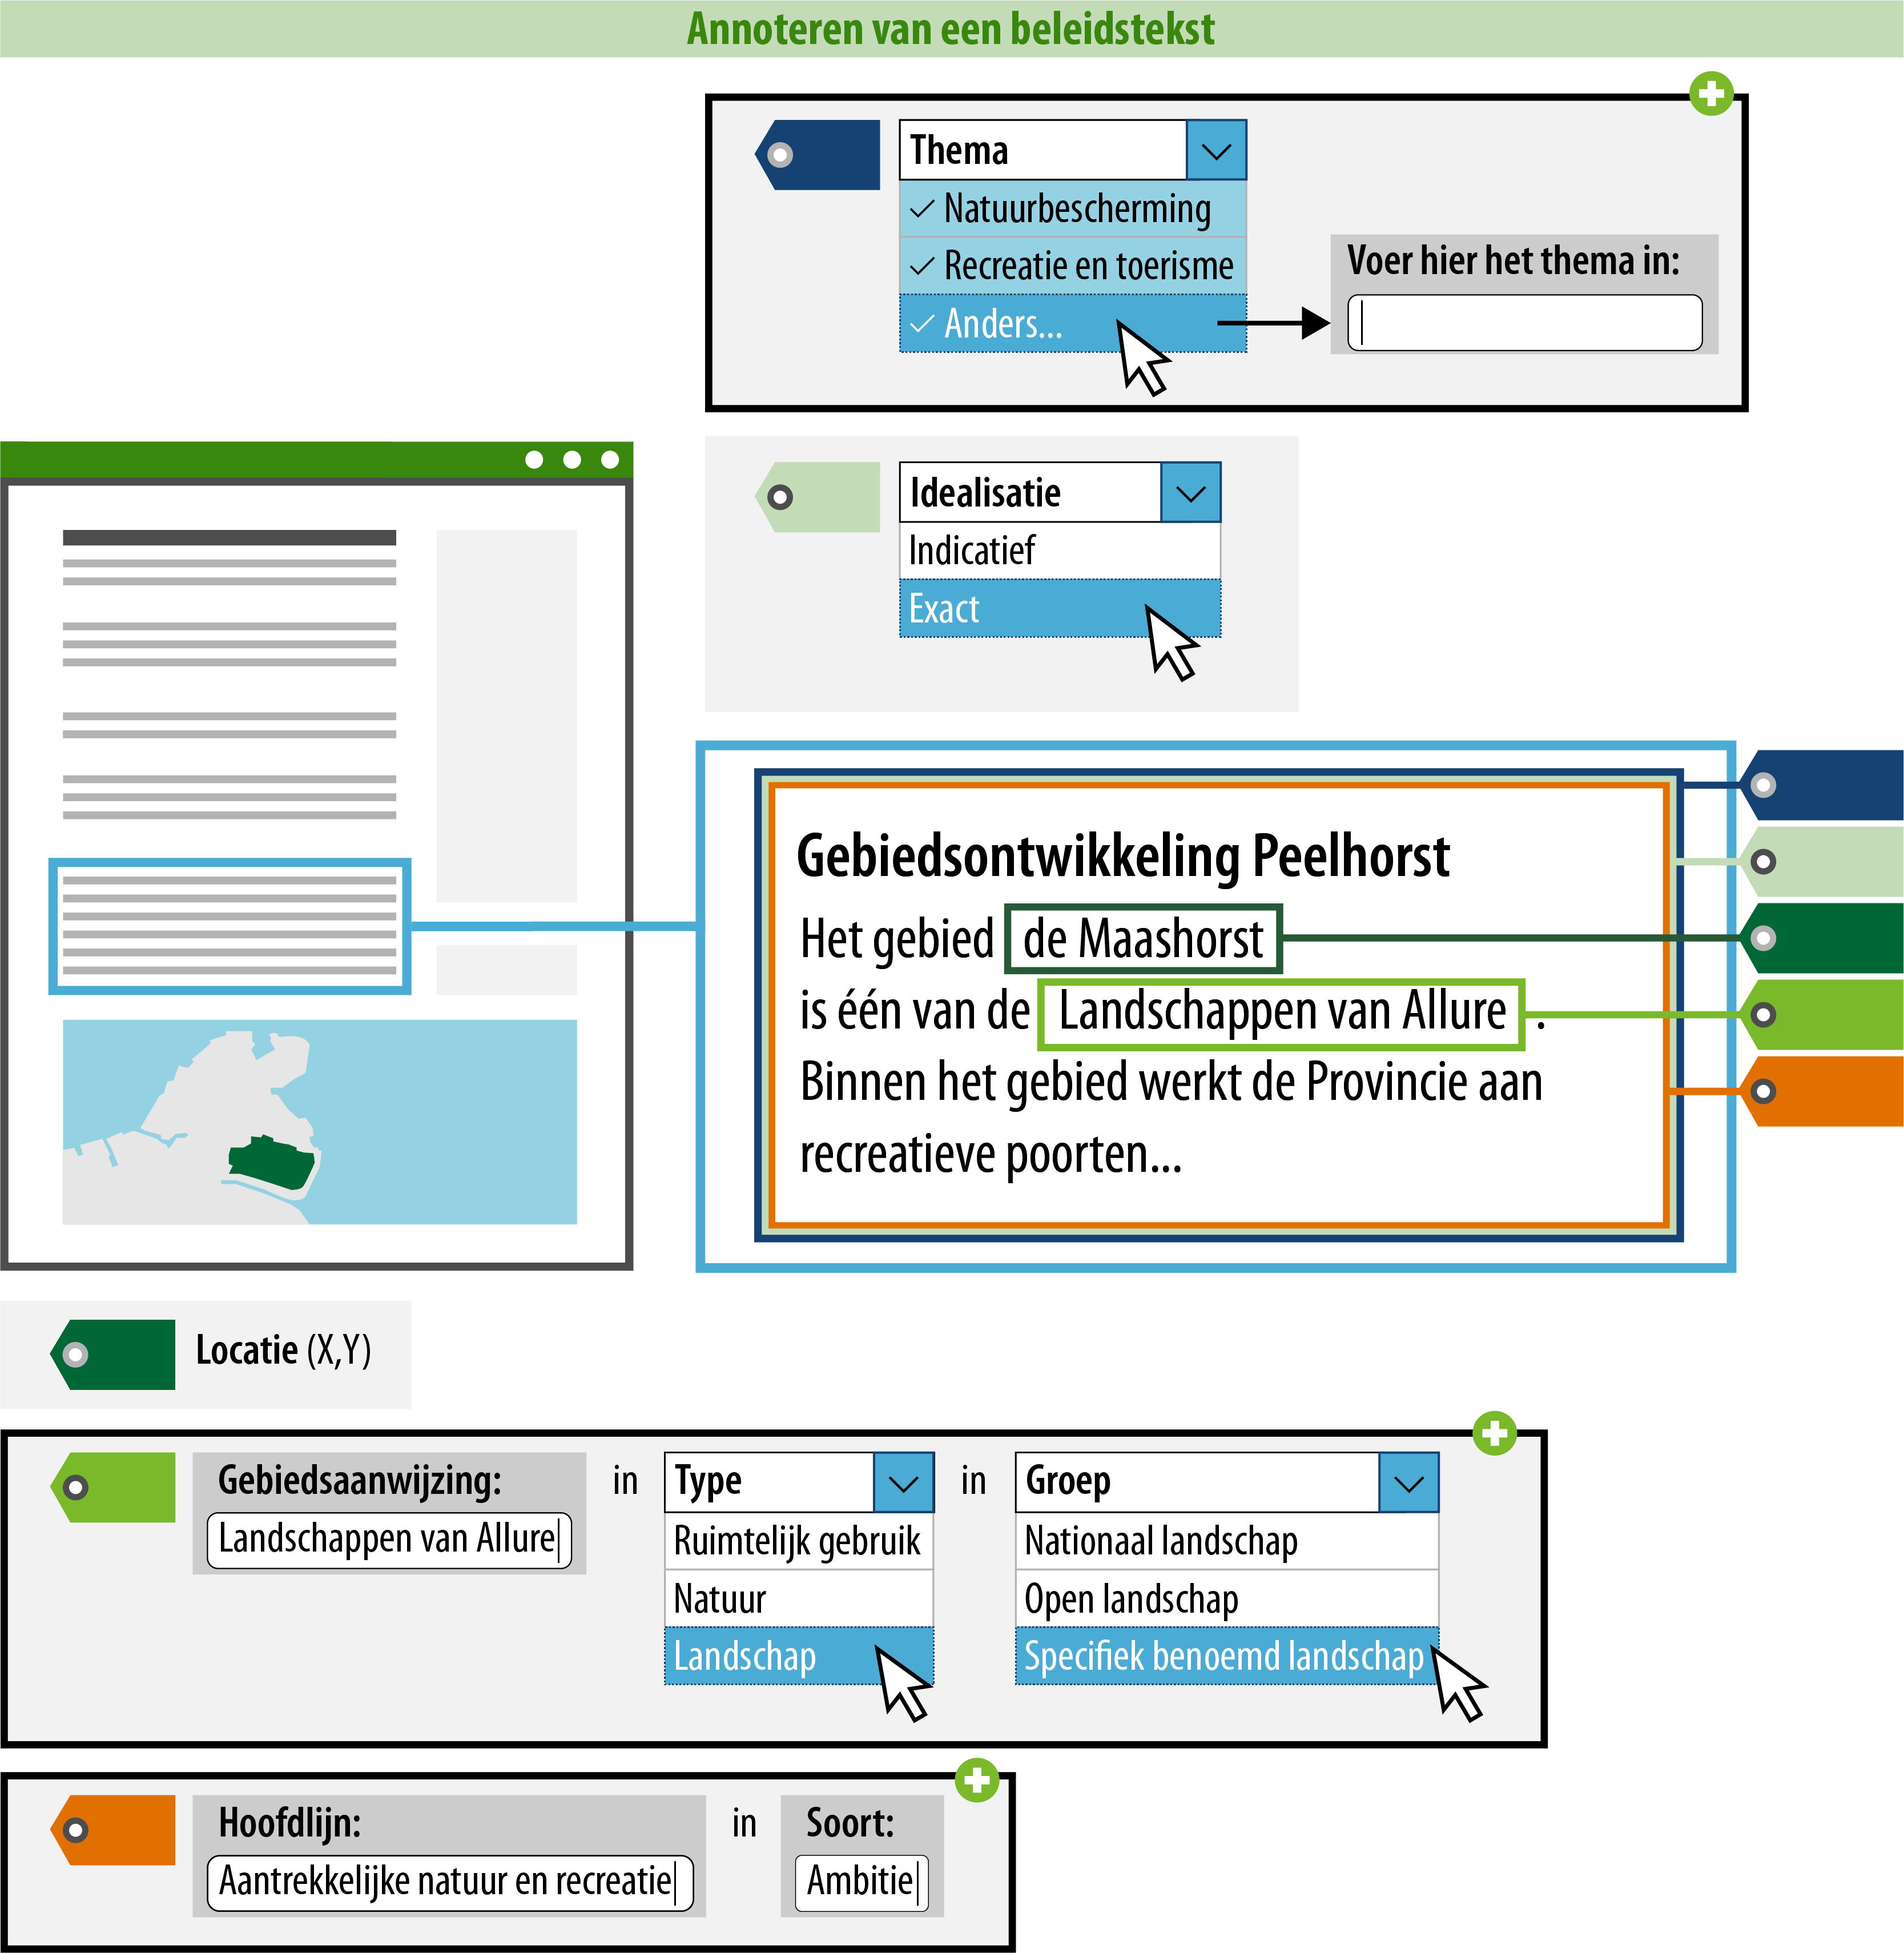 Annoteren van een beleidstekst
Thema
Natuurbescherming
Recreatie en toerisme
Anders...
Voer hier het thema in:
Idealisatie
Indicatief
Exact
Gebiedsontwikkeling Peelhorst
Het gebied de Maashorst
is één van de Landschappen van Allure .
Binnen het gebied werkt de Provincie aan
recreatieve poorten...
Locatie (X,Y)
Gebiedsaanwijzing:
Landschappen van Allure
in
Type
Ruimtelijk gebruik
Natuur
Landschap
in
Groep
Nationaal landschap
Open landschap
Specifiek benoemd landschap
Hoofdlijn:
Aantrekkelijke natuur en recreatie
in
Soort:
Ambitie